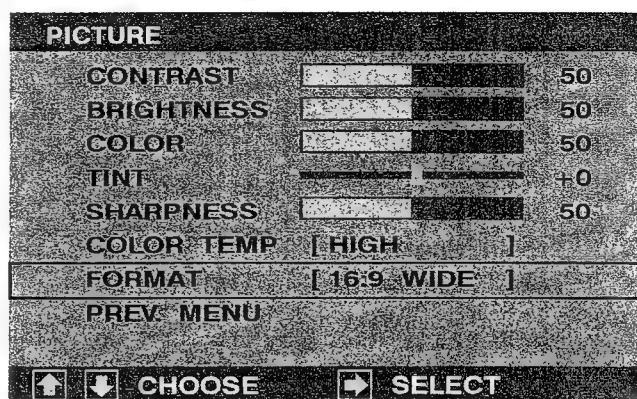 PICTURE
CONTRAST 50
BRIGHTNESS 50
COLOR 50
TINT +0
SHARPNESS 50
COLOR TEMP [ HIGH ]
FORMAT [ 16:9 WIDE ]
PREV. MENU
CHOOSE SELECT